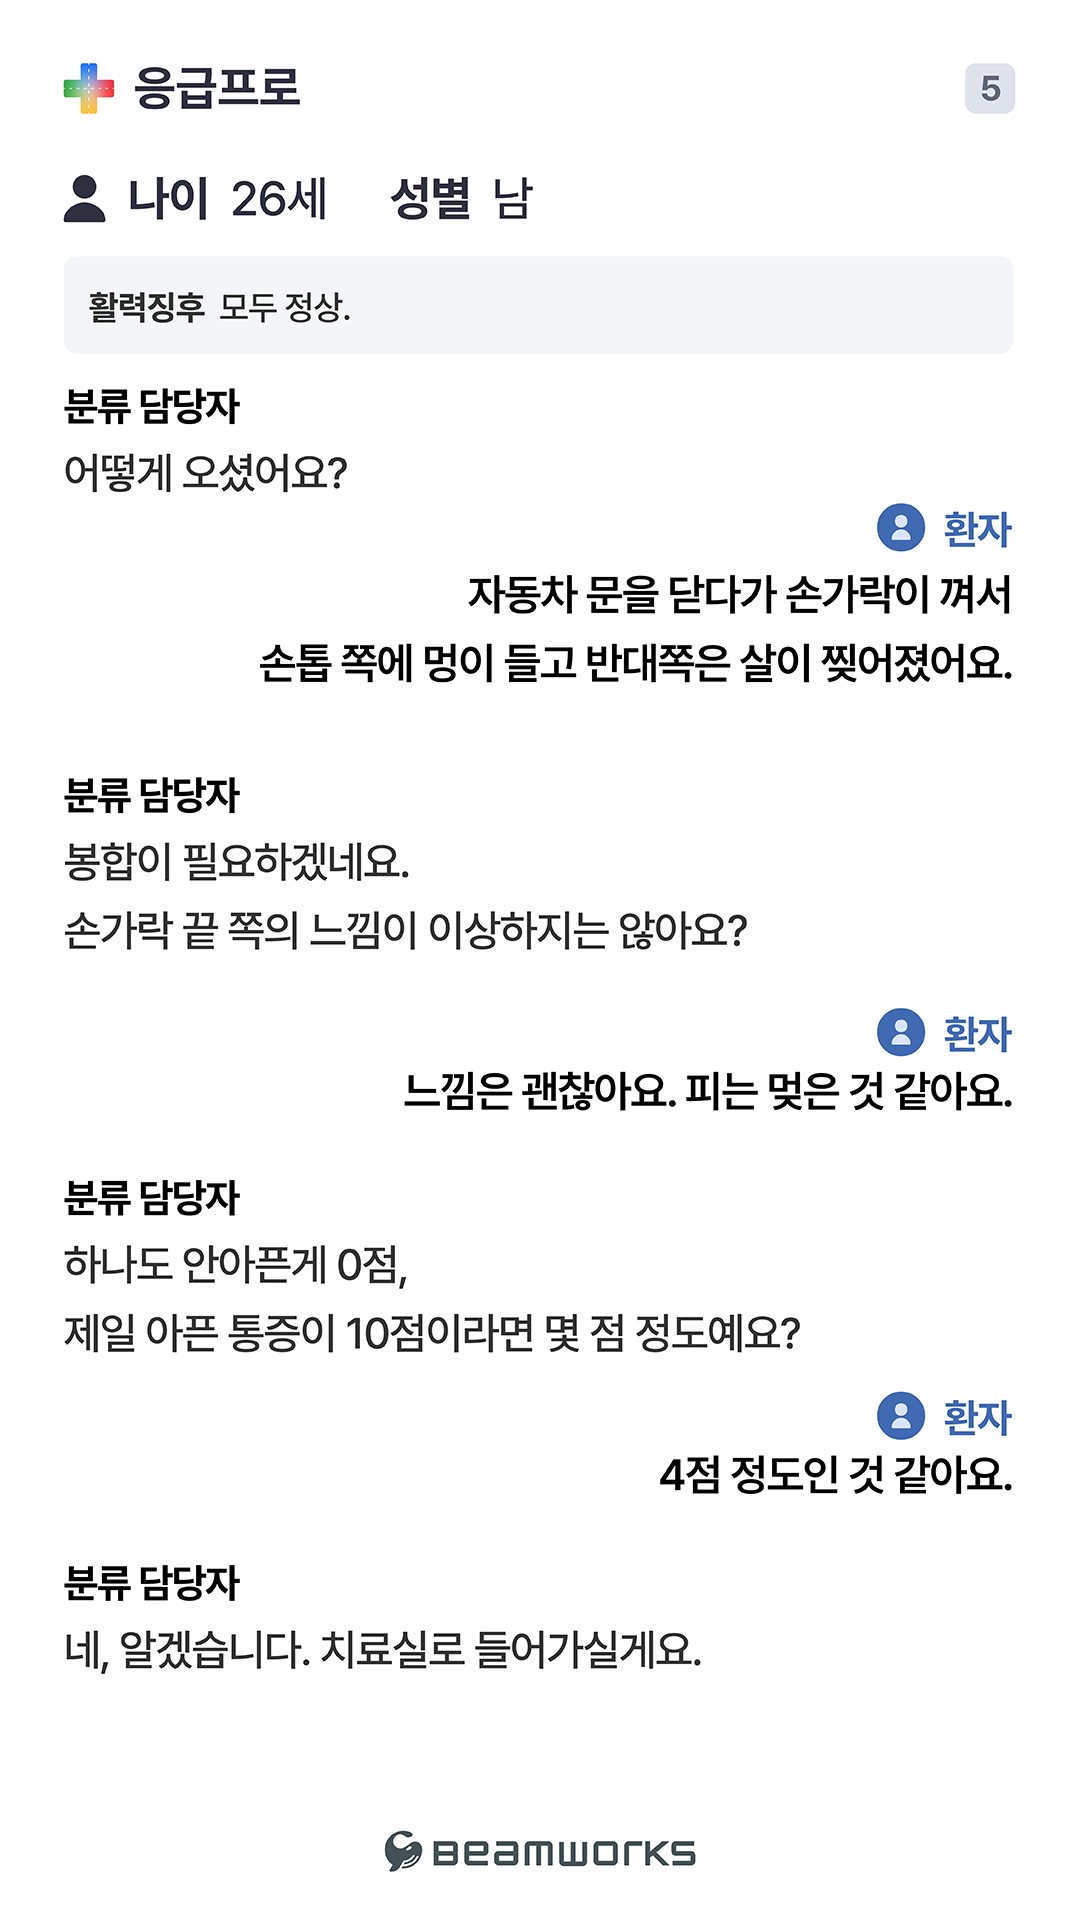 응급프로
5
나이 26세 성별 남
활력징후 모두 정상.
분류 담당자
어떻게 오셨어요?
환자
자동차 문을 닫다가 손가락이 껴서
손톱 쪽에 멍이 들고 반대쪽은 살이 찢어졌어요.
분류 담당자
봉합이 필요하겠네요.
손가락 끝 쪽의 느낌이 이상하지는 않아요?
환자
느낌은 괜찮아요. 피는 멎은 것 같아요.
분류 담당자
하나도 안아픈게 0점,
제일 아픈 통증이 10점이라면 몇 점 정도예요?
환자
4점 정도인 것 같아요.
분류 담당자
네, 알겠습니다. 치료실로 들어가실게요.
BEAMWORKS